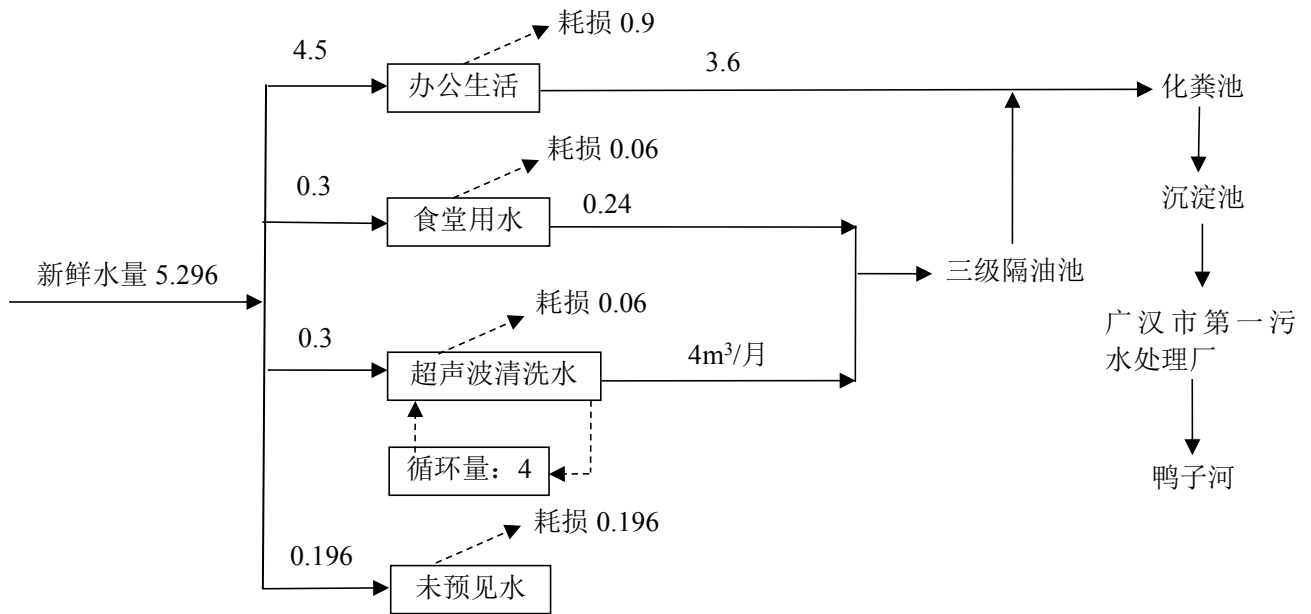 耗损 0.9
4.5
办公生活
3.6
化粪池
耗损 0.06
0.3
食堂用水
0.24
沉淀池
新鲜水量 5.296
三级隔油池
耗损 0.06
0.3
超声波清洗水
4m³/月
广汉市第一污
水处理厂
循环量：4
鸭子河
耗损 0.196
0.196
未预见水